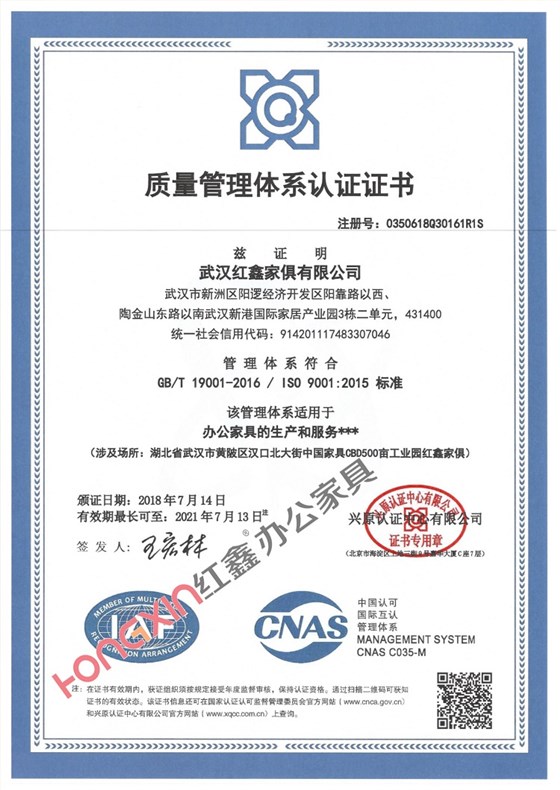 质量管理体系认证证书
注册号：0350618Q30161R1S
兹 证 明
武汉红鑫家俱有限公司
武汉市新洲区阳逻经济开发区阳靠路以西、
陶金山东路以南武汉新港国际家居产业园3栋二单元，431400
统一社会信用代码：914201117483307046
管理体系符合
GB/T 19001-2016 / ISO 9001:2015 标准
该管理体系适用于
办公家具的生产和服务***
（涉及场所：湖北省武汉市黄陂区汉口北大街中国家具CBD500亩工业园红鑫家俱）
颁证日期：2018年7月14日
有效期最长可至：2021年7月13日注
兴原认证中心有限公司
证书专用章
签 发 人：
Hongxin红鑫办公家具®
MEMBER OF MULTI
IAF
RECOGNITION ARRANGEMENT
CNAS
中国认可
国际互认
管理体系
MANAGEMENT SYSTEM
CNAS C035-M
注：在证书有效期内，获证组织须按规定接受年度监督审核，保持认证资格。通过扫描二维码可获知
证书的有效状态。该证书信息还可在国家认证认可监督管理委员会官方网站（www.cnca.gov.cn）
和兴原认证中心有限公司官方网站（www.xqcc.com.cn）上查询。